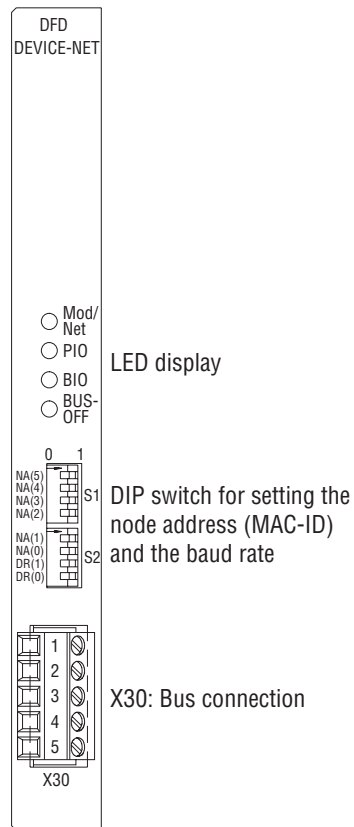 DFD
DEVICE-NET
Mod/
Net
PIO
BIO
BUS-
OFF
LED display
0 1
NA(5)
NA(4)
NA(3)
NA(2)
S1
NA(1)
NA(0)
DR(1)
DR(0)
S2
DIP switch for setting the
node address (MAC-ID)
and the baud rate
1
2
3
4
5
X30: Bus connection
X30